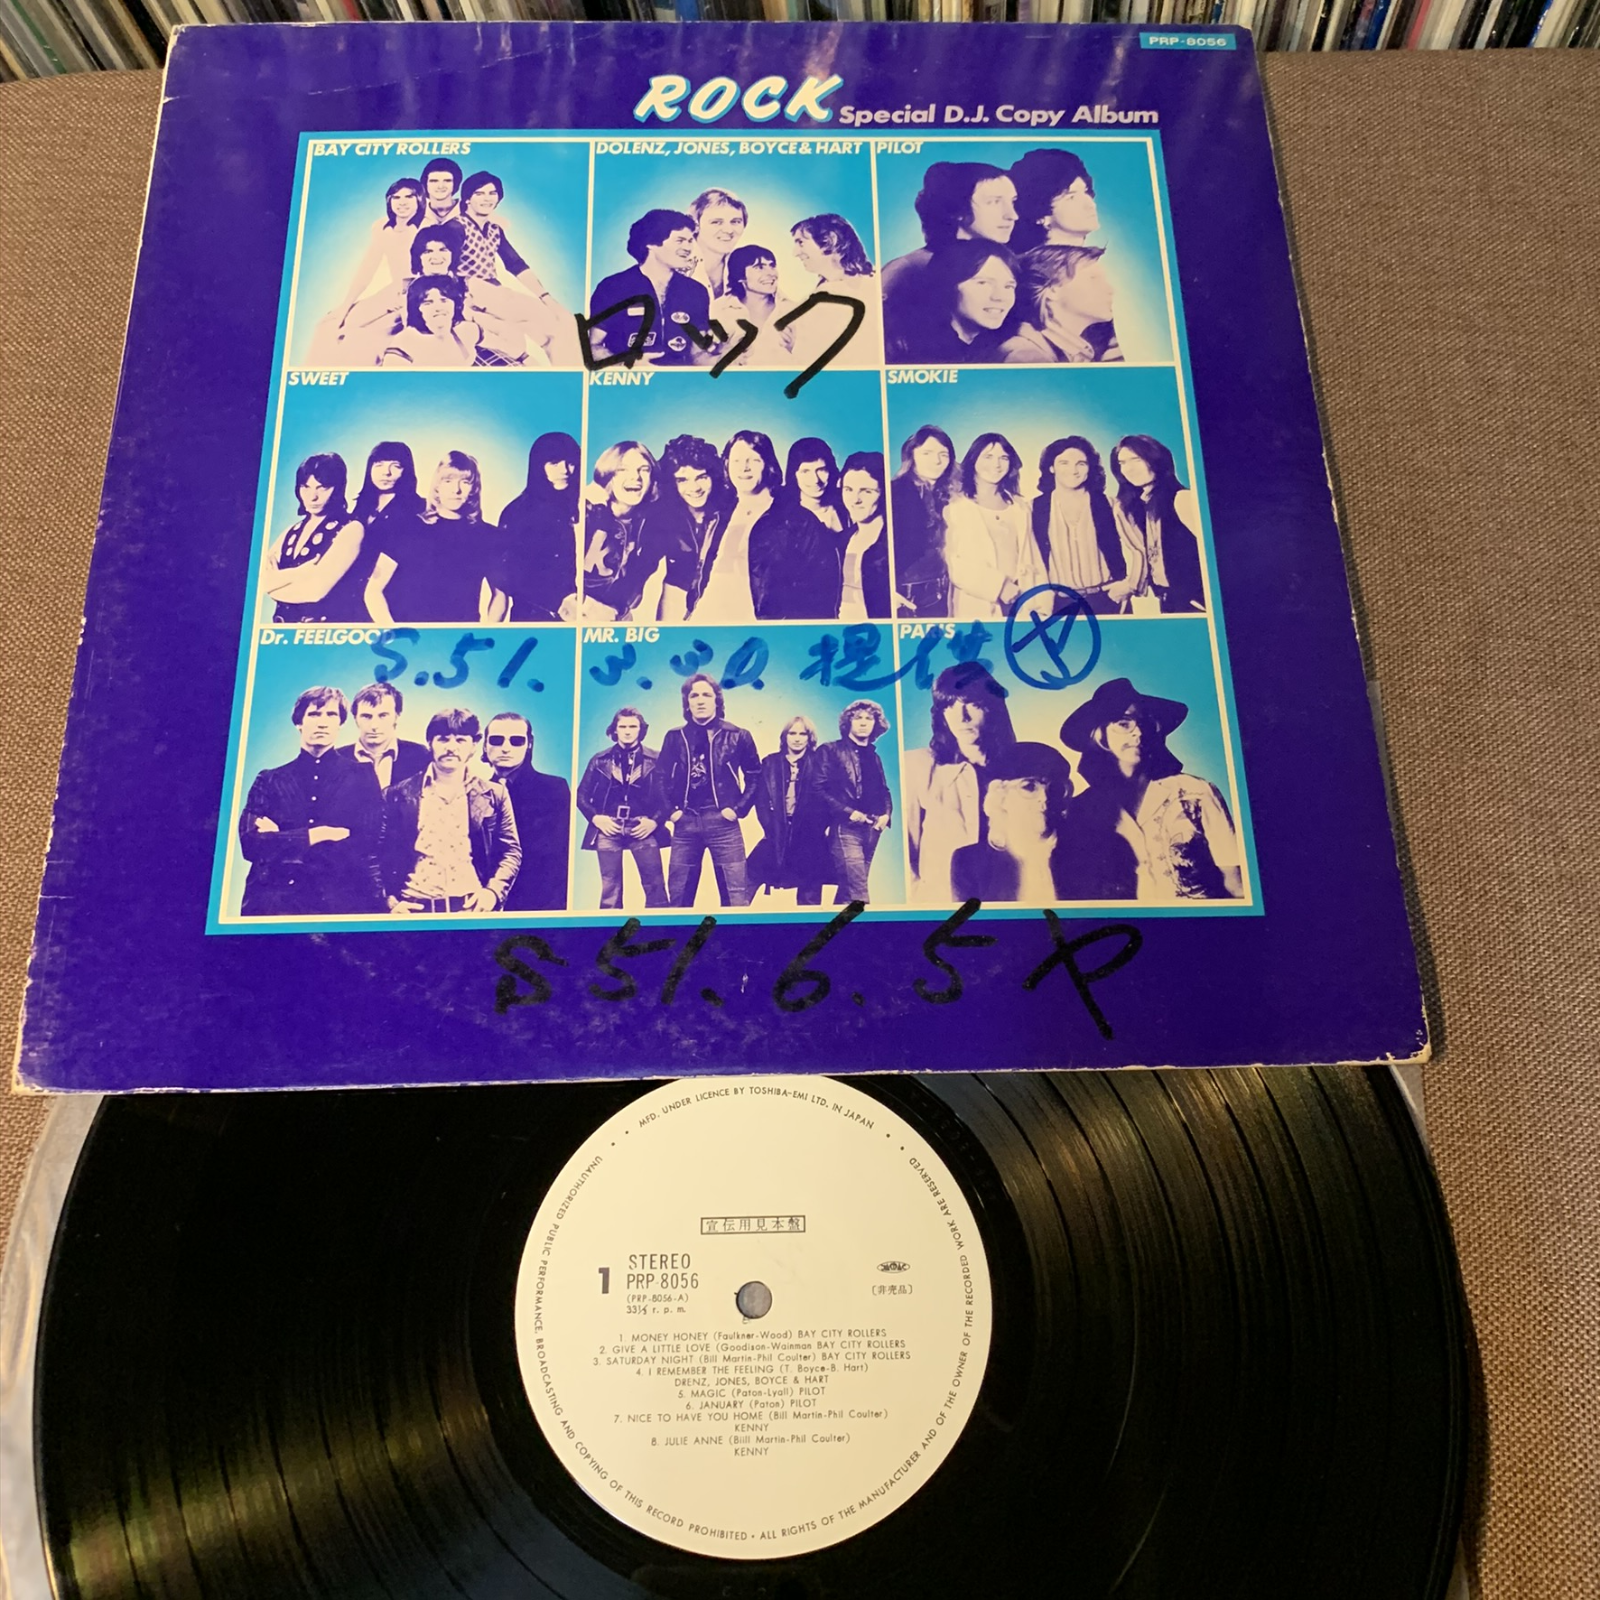 PRP-8056
ROCK Special D.J. Copy Album
BAY CITY ROLLERS
DOLENZ, JONES, BOYCE & HART
PILOT
ロック
SWEET
KENNY
SMOKIE
Dr. FEELGOOD
MR. BIG
PARIS
S.51. 3.30. 提供 ヤ
S51.6.5ヤ
MFD. UNDER LICENCE BY TOSHIBA-EMI LTD. IN JAPAN
UNAUTHORIZED PUBLIC PERFORMANCE, BROADCASTING AND COPYING OF THIS RECORD PROHIBITED • ALL RIGHTS OF THE MANUFACTURER AND OF THE OWNER OF THE RECORDED WORK ARE RESERVED
宣伝用見本盤
STEREO
1 PRP-8056
(PRP-8056-A)
33⅓ r. p. m.
〔非売品〕
1. MONEY HONEY (Faulkner-Wood) BAY CITY ROLLERS
2. GIVE A LITTLE LOVE (Goodison-Wainman BAY CITY ROLLERS
3. SATURDAY NIGHT (Bill Martin-Phil Coulter) BAY CITY ROLLERS
4. I REMEMBER THE FEELING (T. Boyce-B. Hart)
DRENZ, JONES, BOYCE & HART
5. MAGIC (Paton-Lyall) PILOT
6. JANUARY (Paton) PILOT
7. NICE TO HAVE YOU HOME (Bill Martin-Phil Coulter)
KENNY
8. JULIE ANNE (Biill Martin-Phil Coulter)
KENNY